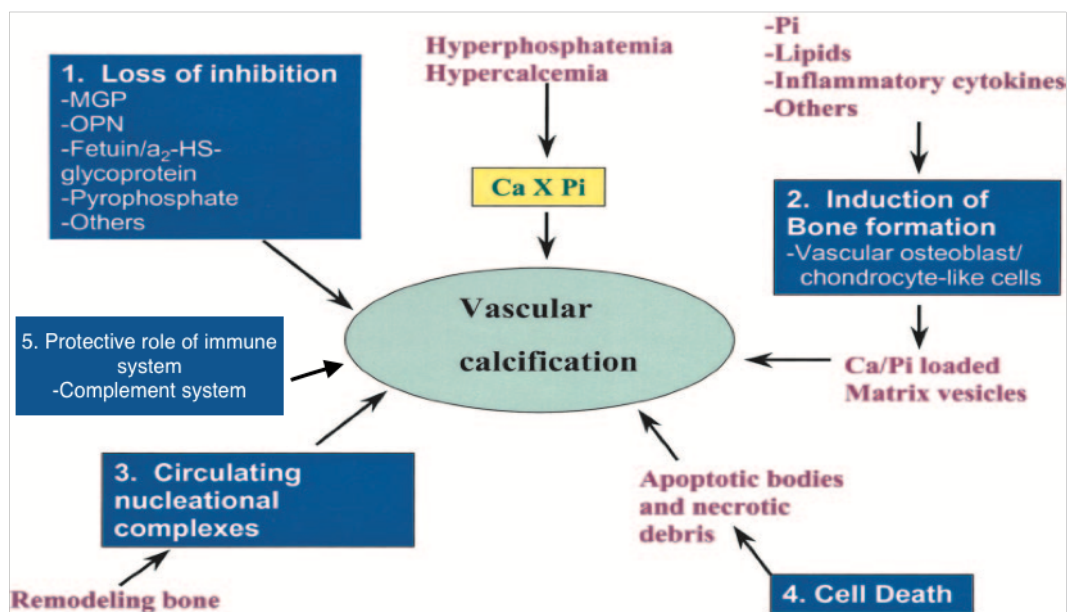 1. Loss of inhibition
-MGP
-OPN
-Fetuin/a₂-HS-
glycoprotein
-Pyrophosphate
-Others
Hyperphosphatemia
Hypercalcemia
Ca X Pi
-Pi
-Lipids
-Inflammatory cytokines
-Others
2. Induction of
Bone formation
-Vascular osteoblast/
chondrocyte-like cells
Ca/Pi loaded
Matrix vesicles
Vascular
calcification
5. Protective role of immune
system
-Complement system
3. Circulating
nucleational
complexes
Remodeling bone
Apoptotic bodies
and necrotic
debris
4. Cell Death